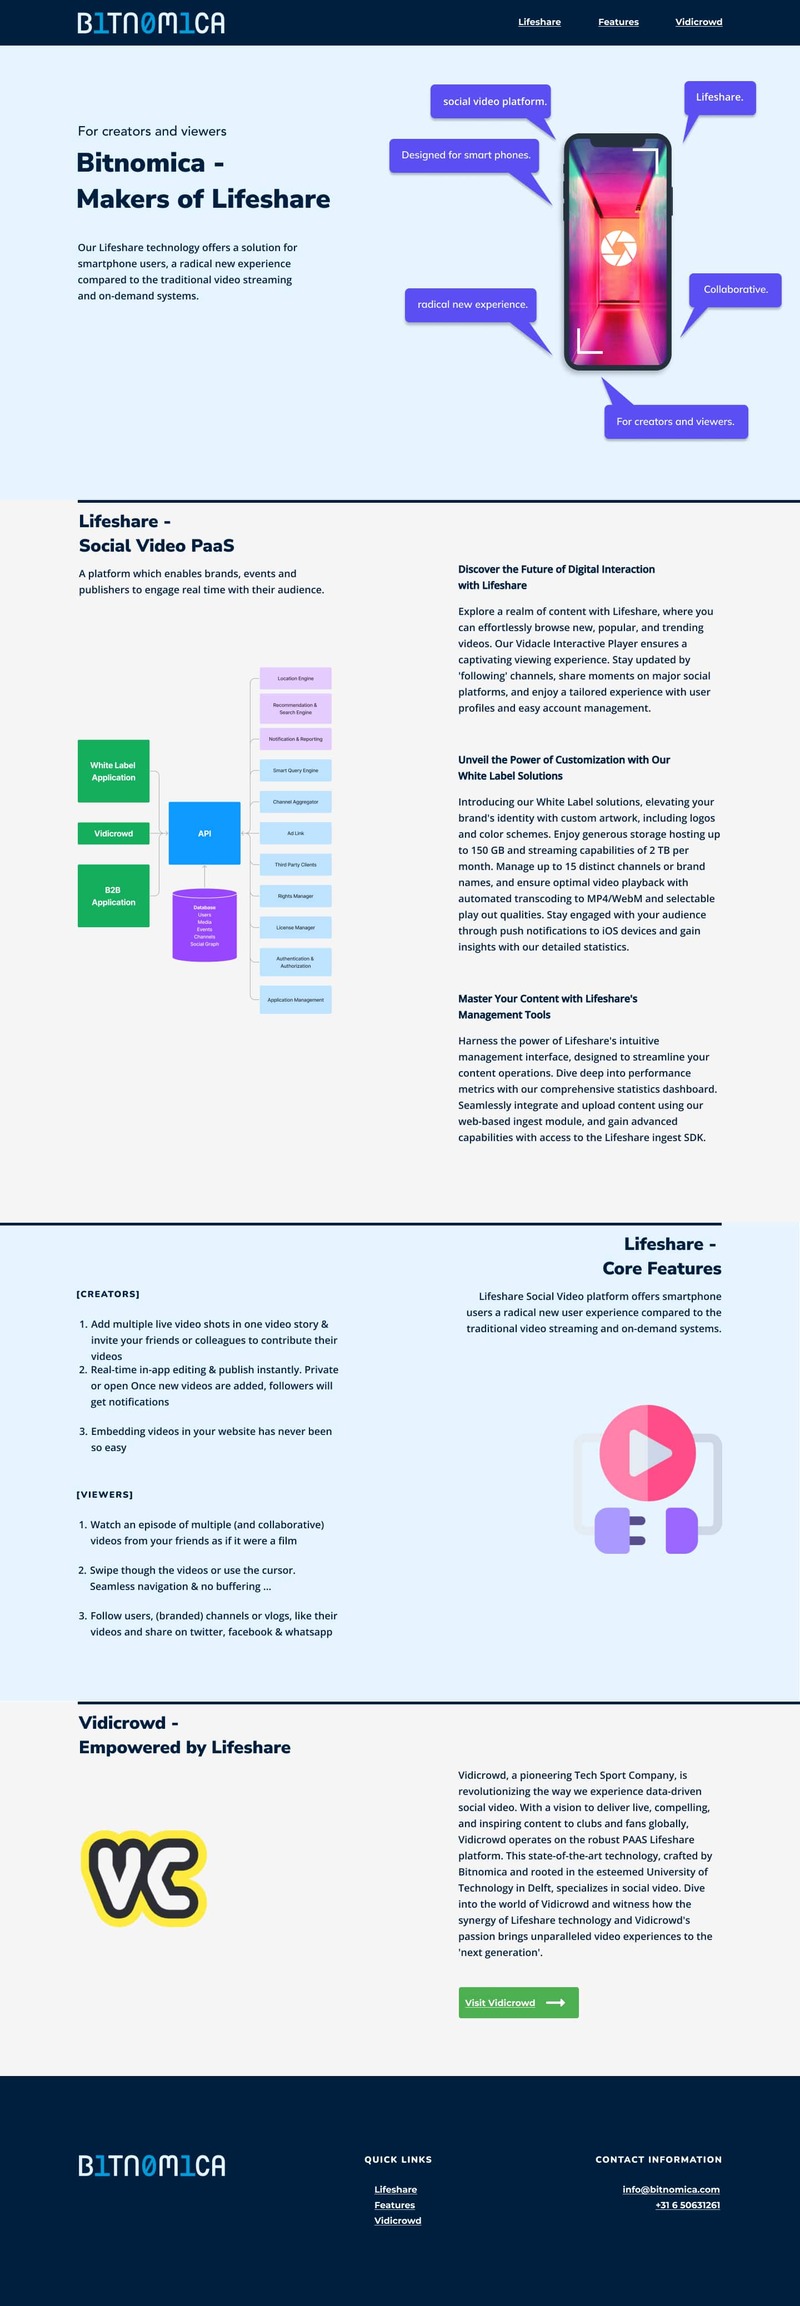 B1TN0M1CA
Lifeshare
Features
Vidicrowd
For creators and viewers
Bitnomica -
Makers of Lifeshare
Our Lifeshare technology offers a solution for
smartphone users, a radical new experience
compared to the traditional video streaming
and on-demand systems.
social video platform.
Lifeshare.
Designed for smart phones.
Collaborative.
radical new experience.
For creators and viewers.
Lifeshare -
Social Video PaaS
A platform which enables brands, events and
publishers to engage real time with their audience.
White Label
Application
Vidicrowd
B2B
Application
API
Database
Users
Media
Events
Channels
Social Graph
Location Engine
Recommendation &
Search Engine
Notification & Reporting
Smart Query Engine
Channel Aggregator
Ad Link
Third Party Clients
Rights Manager
License Manager
Authentication &
Authorization
Application Management
Discover the Future of Digital Interaction
with Lifeshare
Explore a realm of content with Lifeshare, where you
can effortlessly browse new, popular, and trending
videos. Our Vidacle Interactive Player ensures a
captivating viewing experience. Stay updated by
'following' channels, share moments on major social
platforms, and enjoy a tailored experience with user
profiles and easy account management.
Unveil the Power of Customization with Our
White Label Solutions
Introducing our White Label solutions, elevating your
brand's identity with custom artwork, including logos
and color schemes. Enjoy generous storage hosting up
to 150 GB and streaming capabilities of 2 TB per
month. Manage up to 15 distinct channels or brand
names, and ensure optimal video playback with
automated transcoding to MP4/WebM and selectable
play out qualities. Stay engaged with your audience
through push notifications to iOS devices and gain
insights with our detailed statistics.
Master Your Content with Lifeshare's
Management Tools
Harness the power of Lifeshare's intuitive
management interface, designed to streamline your
content operations. Dive deep into performance
metrics with our comprehensive statistics dashboard.
Seamlessly integrate and upload content using our
web-based ingest module, and gain advanced
capabilities with access to the Lifeshare ingest SDK.
Lifeshare -
Core Features
Lifeshare Social Video platform offers smartphone
users a radical new user experience compared to the
traditional video streaming and on-demand systems.
[CREATORS]
1. Add multiple live video shots in one video story &
invite your friends or colleagues to contribute their
videos
2. Real-time in-app editing & publish instantly. Private
or open Once new videos are added, followers will
get notifications
3. Embedding videos in your website has never been
so easy
[VIEWERS]
1. Watch an episode of multiple (and collaborative)
videos from your friends as if it were a film
2. Swipe though the videos or use the cursor.
Seamless navigation & no buffering ...
3. Follow users, (branded) channels or vlogs, like their
videos and share on twitter, facebook & whatsapp
Vidicrowd -
Empowered by Lifeshare
VC
Vidicrowd, a pioneering Tech Sport Company, is
revolutionizing the way we experience data-driven
social video. With a vision to deliver live, compelling,
and inspiring content to clubs and fans globally,
Vidicrowd operates on the robust PAAS Lifeshare
platform. This state-of-the-art technology, crafted by
Bitnomica and rooted in the esteemed University of
Technology in Delft, specializes in social video. Dive
into the world of Vidicrowd and witness how the
synergy of Lifeshare technology and Vidicrowd's
passion brings unparalleled video experiences to the
'next generation'.
Visit Vidicrowd
B1TN0M1CA
QUICK LINKS
Lifeshare
Features
Vidicrowd
CONTACT INFORMATION
info@bitnomica.com
+31 6 50631261